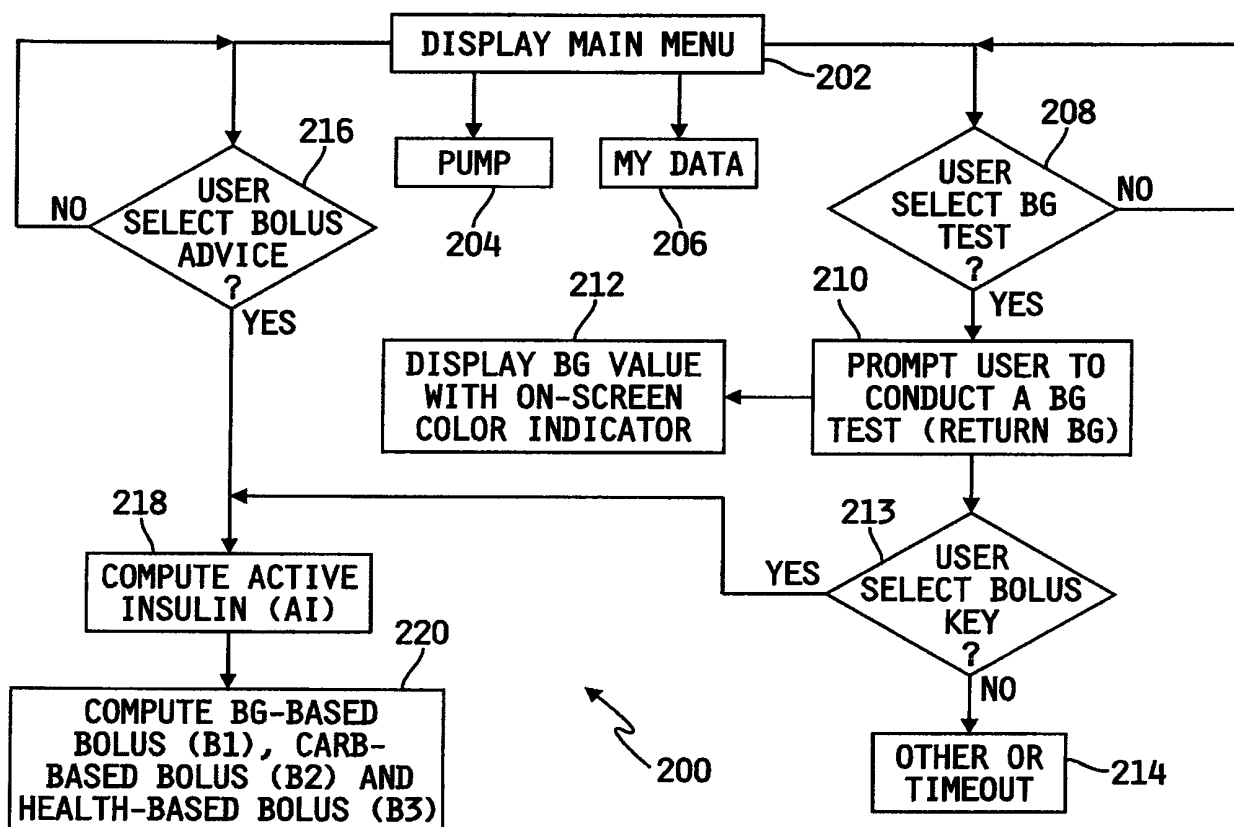 DISPLAY MAIN MENU
202
216
208
PUMP
204
MY DATA
206
USER
SELECT BOLUS
ADVICE
?
NO
YES
USER
SELECT BG
TEST
?
NO
YES
212
210
DISPLAY BG VALUE
WITH ON-SCREEN
COLOR INDICATOR
PROMPT USER TO
CONDUCT A BG
TEST (RETURN BG)
218
213
COMPUTE ACTIVE
INSULIN (AI)
YES
USER
SELECT BOLUS
KEY
?
NO
220
COMPUTE BG-BASED
BOLUS (B1), CARB-
BASED BOLUS (B2) AND
HEALTH-BASED BOLUS (B3)
200
OTHER OR
TIMEOUT
214